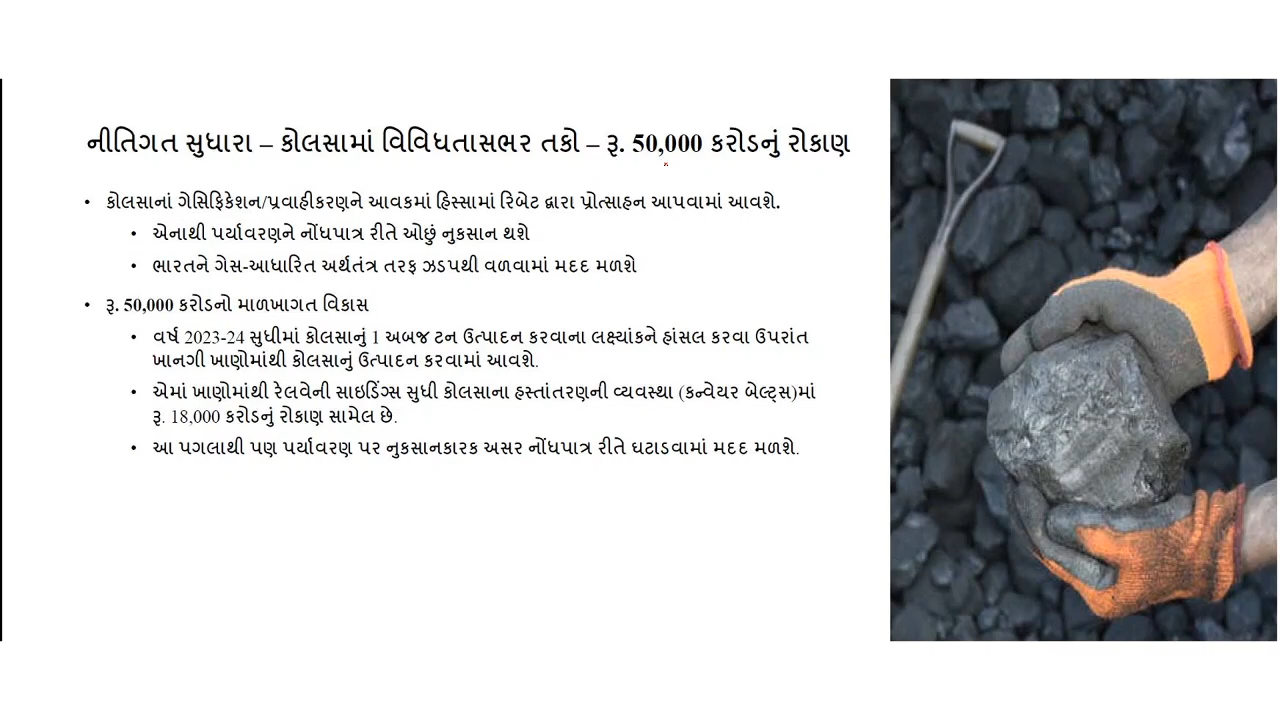 નીતિગત સુધારા – કોલસામાં વિવિધતાસભર તકો – રૂ. 50,000 કરોડનું રોકાણ
• કોલસાનાં ગેસિફિકેશન/પ્રવાહીકરણને આવકમાં હિસ્સામાં રિબેટ દ્વારા પ્રોત્સાહન આપવામાં આવશે.
• એનાથી પર્યાવરણને નોંધપાત્ર રીતે ઓછું નુકસાન થશે
• ભારતને ગેસ-આધારિત અર્થતંત્ર તરફ ઝડપથી વળવામાં મદદ મળશે
• રૂ. 50,000 કરોડનો માળખાગત વિકાસ
• વર્ષ 2023-24 સુધીમાં કોલસાનું 1 અબજ ટન ઉત્પાદન કરવાના લક્ષ્યાંકને હાંસલ કરવા ઉપરાંત
ખાનગી ખાણોમાંથી કોલસાનું ઉત્પાદન કરવામાં આવશે.
• એમાં ખાણોમાંથી રેલવેની સાઇડિંગ્સ સુધી કોલસાના હસ્તાંતરણની વ્યવસ્થા (કન્વેયર બેલ્ટ્સ)માં
રૂ. 18,000 કરોડનું રોકાણ સામેલ છે.
• આ પગલાથી પણ પર્યાવરણ પર નુકસાનકારક અસર નોંધપાત્ર રીતે ઘટાડવામાં મદદ મળશે.